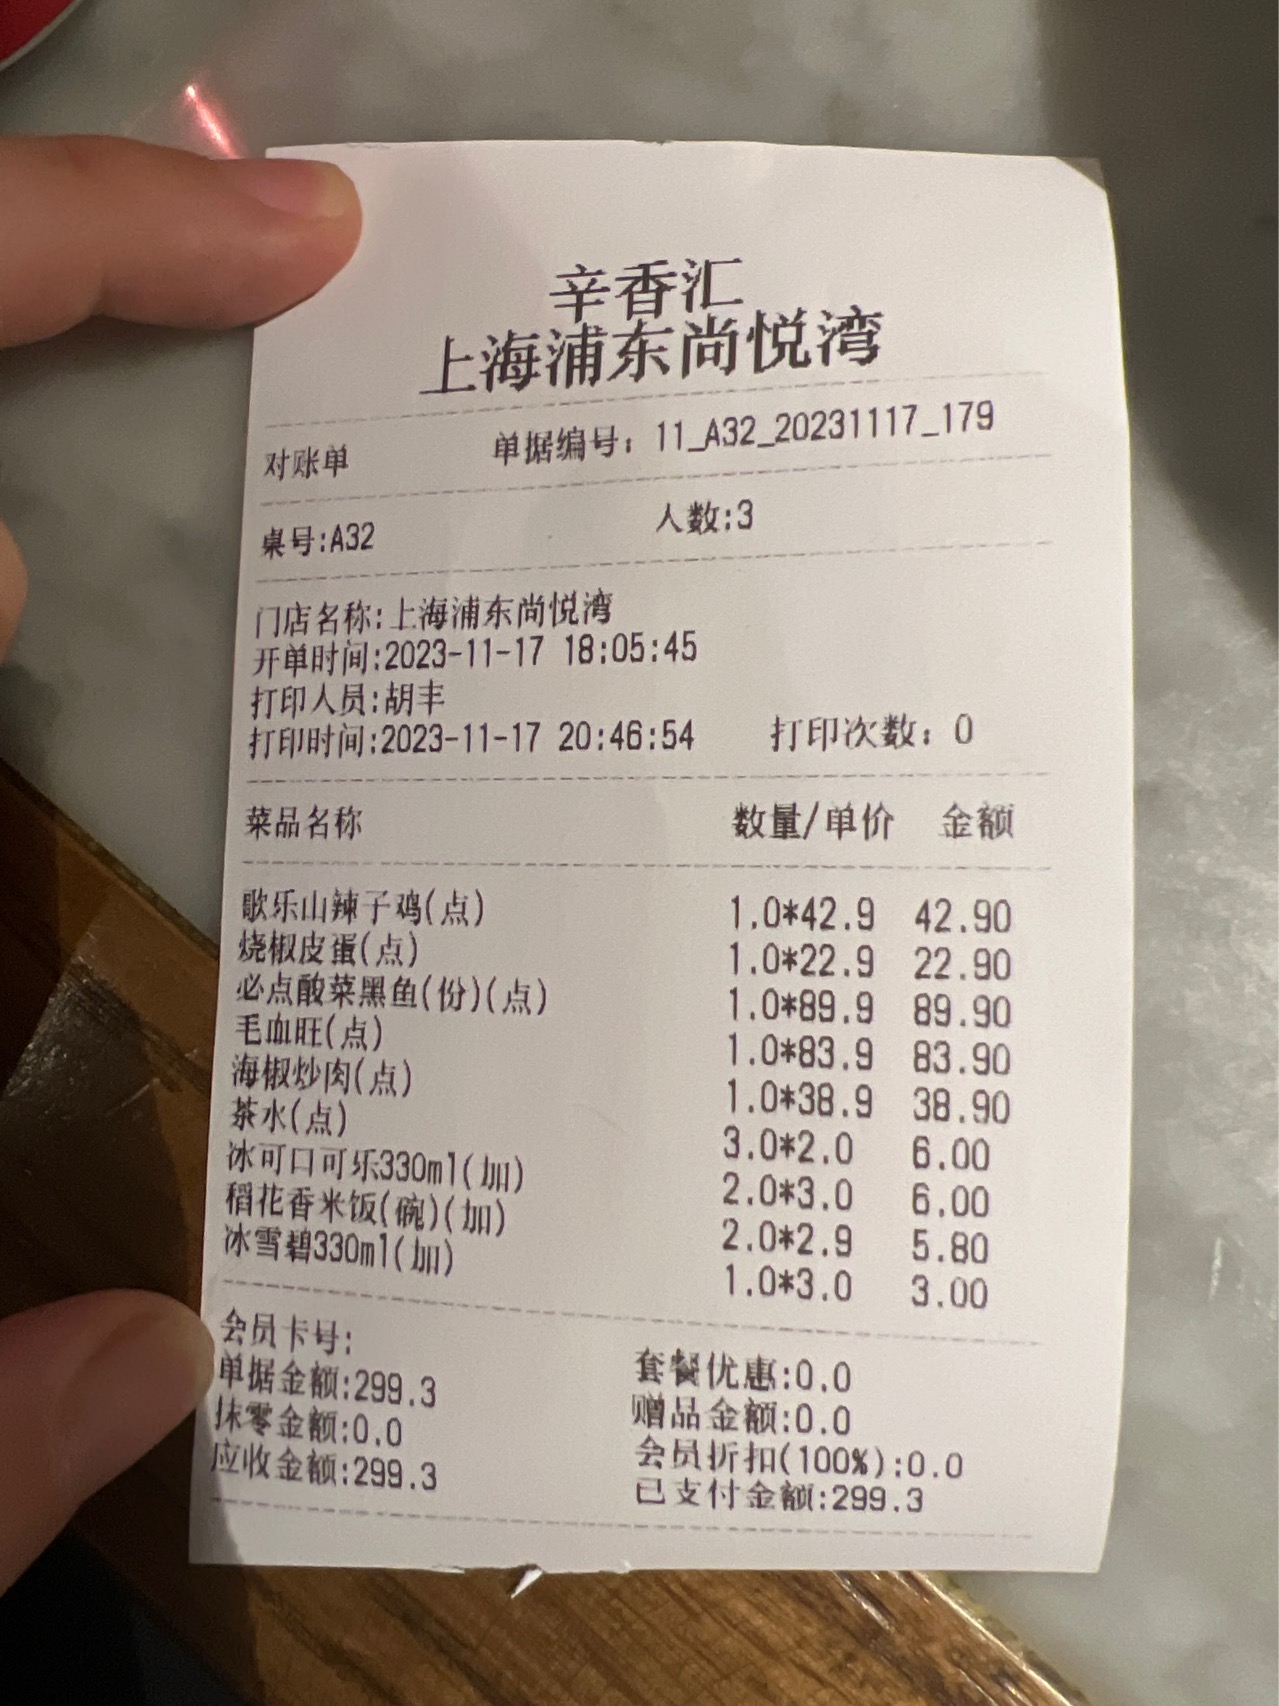 辛香汇
上海浦东尚悦湾
对账单 单据编号：11_A32_20231117_179
桌号:A32 人数:3
门店名称:上海浦东尚悦湾
开单时间:2023-11-17 18:05:45
打印人员:胡丰
打印时间:2023-11-17 20:46:54 打印次数：0
菜品名称 数量/单价 金额
歌乐山辣子鸡(点) 1.0*42.9 42.90
烧椒皮蛋(点) 1.0*22.9 22.90
必点酸菜黑鱼(份)(点) 1.0*89.9 89.90
毛血旺(点) 1.0*83.9 83.90
海椒炒肉(点) 1.0*38.9 38.90
茶水(点) 3.0*2.0 6.00
冰可口可乐330ml(加) 2.0*3.0 6.00
稻花香米饭(碗)(加) 2.0*2.9 5.80
冰雪碧330ml(加) 1.0*3.0 3.00
会员卡号:
单据金额:299.3 套餐优惠:0.0
抹零金额:0.0 赠品金额:0.0
应收金额:299.3 会员折扣(100%):0.0
已支付金额:299.3